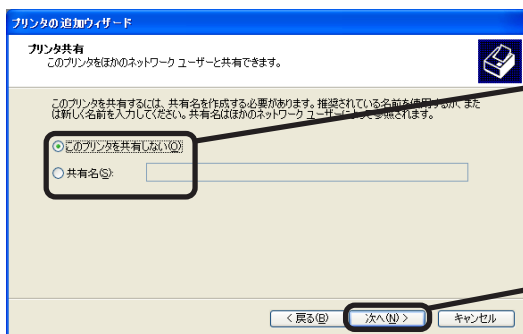 プリンタの追加ウィザード
プリンタ共有
このプリンタをほかのネットワーク ユーザーと共有できます。
このプリンタを共有するには、共有名を作成する必要があります。推奨されている名前を使用するか、また
は新しく名前を入力してください。共有名はほかのネットワーク ユーザーによって参照されます。
このプリンタを共有しない(O)
共有名(S):
< 戻る(B)
次へ(N) >
キャンセル